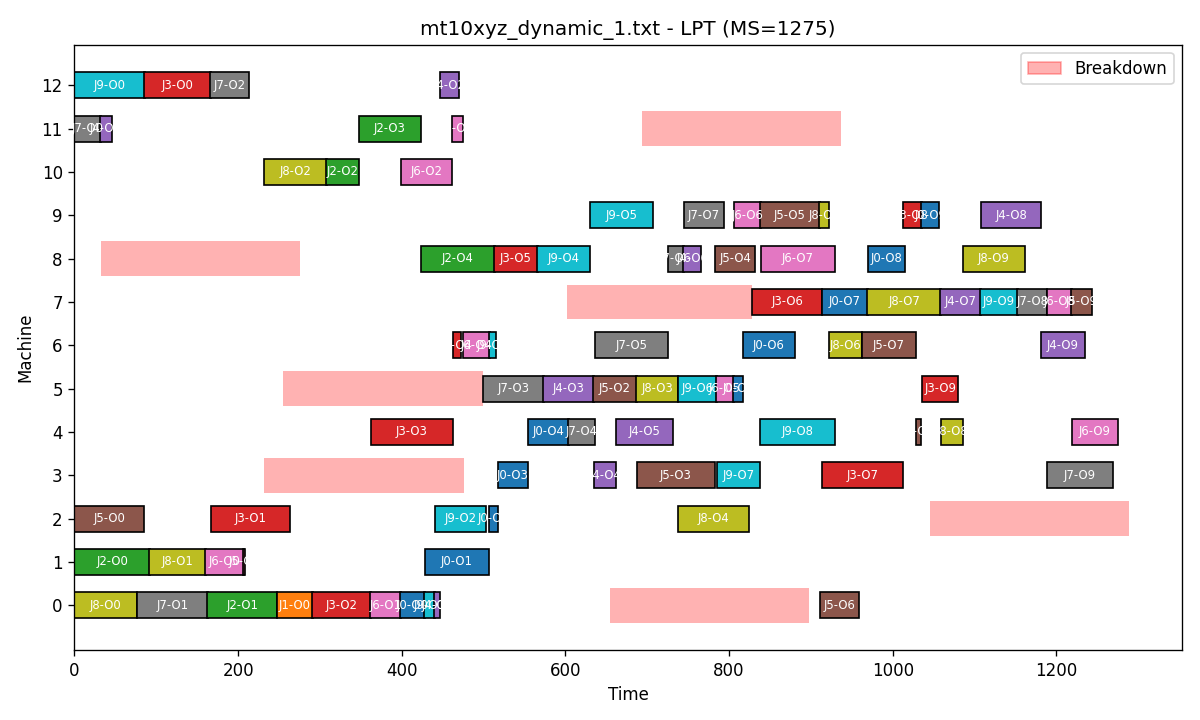 mt10xyz_dynamic_1.txt - LPT (MS=1275)
Breakdown
Machine
12
J9-O0 J3-O0 J7-O2
11
J2-O3
10
J8-O2 J2-O2 J6-O2
9
J9-O5 J7-O7 J5-O5 J4-O8
8
J2-O4 J3-O5 J9-O4 J5-O4 J6-O7 J0-O8 J8-O9
7
J3-O6 J0-O7 J8-O7 J4-O7 J9-O9 J7-O8
6
J7-O5 J0-O6 J8-O6 J5-O7 J4-O9
5
J7-O3 J4-O3 J5-O2 J8-O3 J9-O6 J3-O9
4
J3-O3 J0-O4 J7-O4 J4-O5 J9-O8 J6-O9
3
J0-O3 J5-O3 J9-O7 J3-O7 J7-O9
2
J5-O0 J3-O1 J9-O2 J8-O4
1
J2-O0 J8-O1 J6-O0 J0-O1
0
J8-O0 J7-O1 J2-O1 J1-O0 J3-O2 J6-O1 J5-O6
0 200 400 600 800 1000 1200
Time